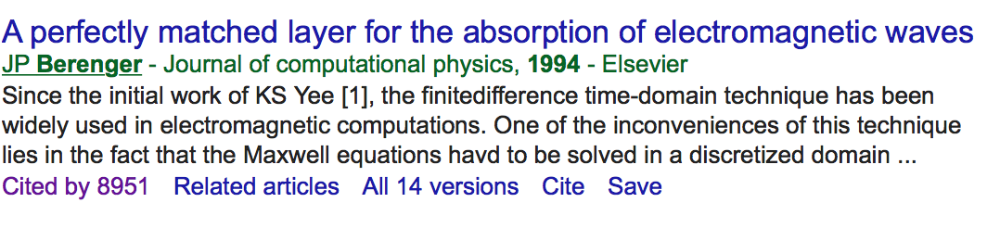 A perfectly matched layer for the absorption of electromagnetic waves
JP Berenger - Journal of computational physics, 1994 - Elsevier
Since the initial work of KS Yee [1], the finitedifference time-domain technique has been
widely used in electromagnetic computations. One of the inconveniences of this technique
lies in the fact that the Maxwell equations havd to be solved in a discretized domain ...
Cited by 8951 Related articles All 14 versions Cite Save